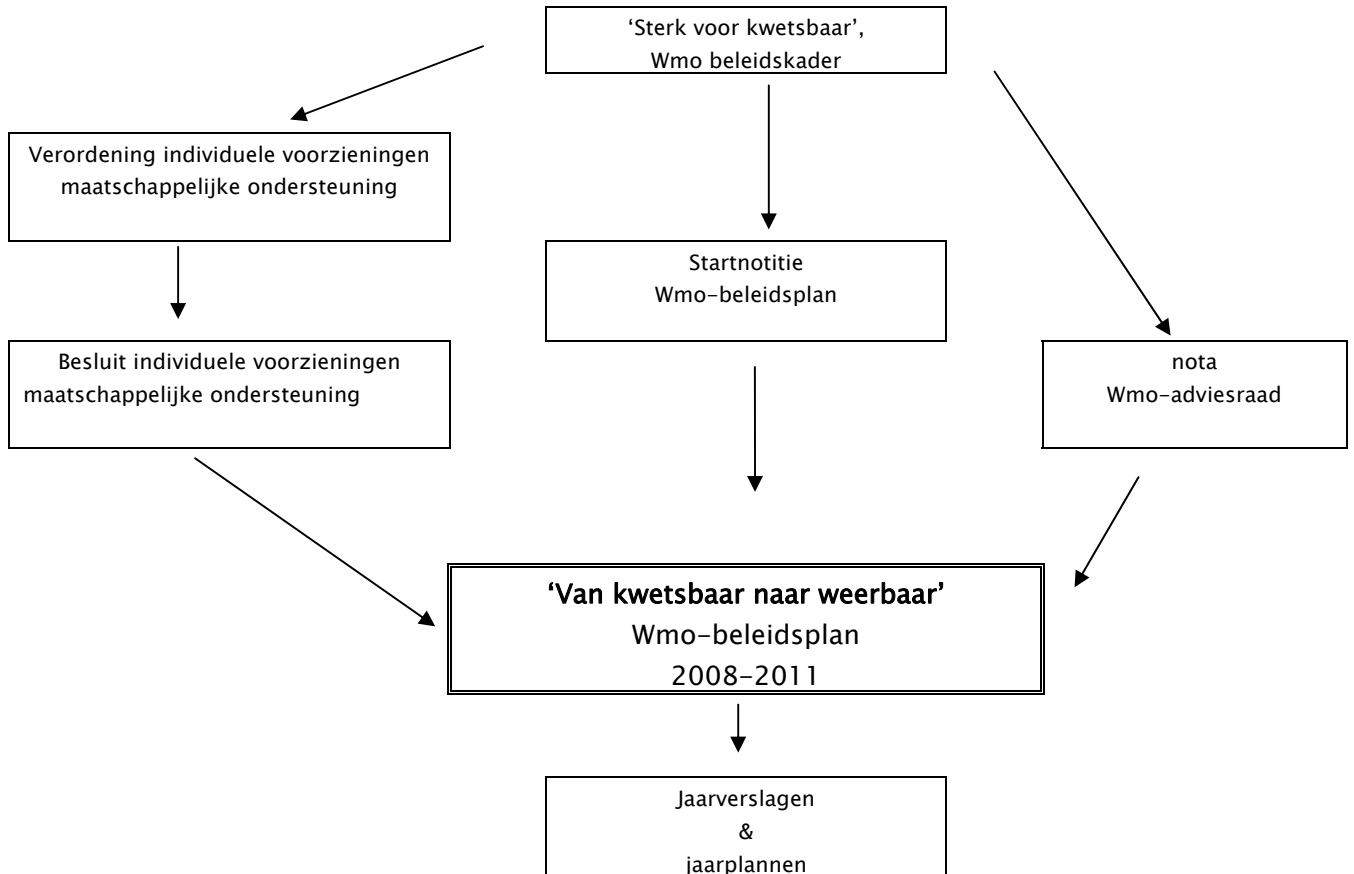 ‘Sterk voor kwetsbaar’,
Wmo beleidskader
Verordening individuele voorzieningen
maatschappelijke ondersteuning
Startnotitie
Wmo-beleidsplan
Besluit individuele voorzieningen
maatschappelijke ondersteuning
nota
Wmo-adviesraad
‘Van kwetsbaar naar weerbaar’
Wmo-beleidsplan
2008-2011
Jaarverslagen
&
jaarplannen